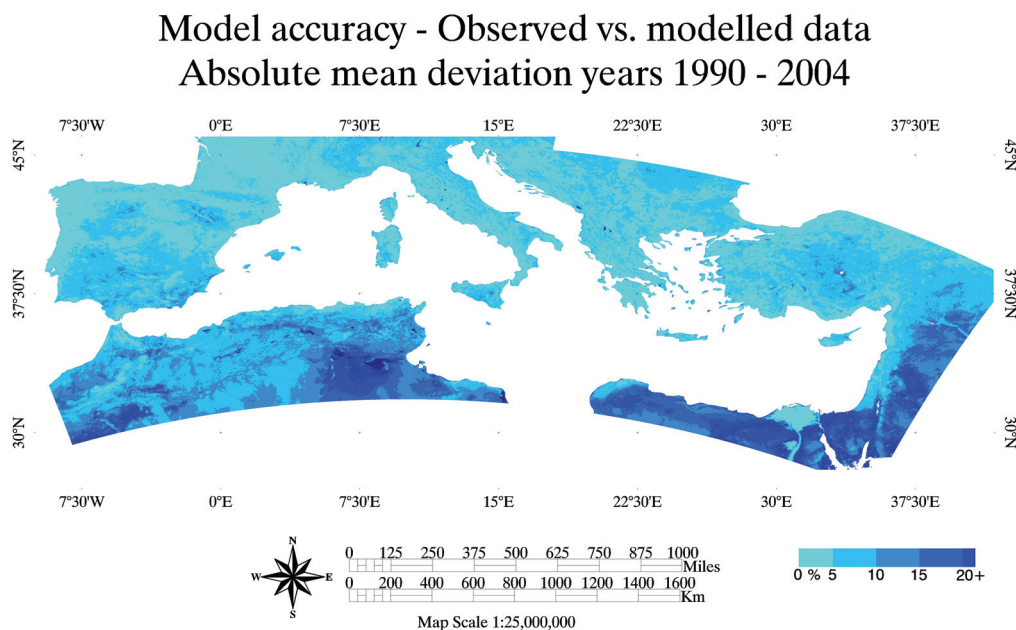 Model accuracy - Observed vs. modelled data
Absolute mean deviation years 1990 - 2004
7°30'W 0°E 7°30'E 15°E 22°30'E 30°E 37°30'E
45°N 45°N
37°30'N 37°30'N
30°N 30°N
7°30'W 0°E 7°30'E 15°E 22°30'E 30°E 37°30'E
N
W E
S
0 125 250 375 500 625 750 875 1000
Miles
0 200 400 600 800 1000 1200 1400 1600
Km
Map Scale 1:25,000,000
0 % 5 10 15 20+